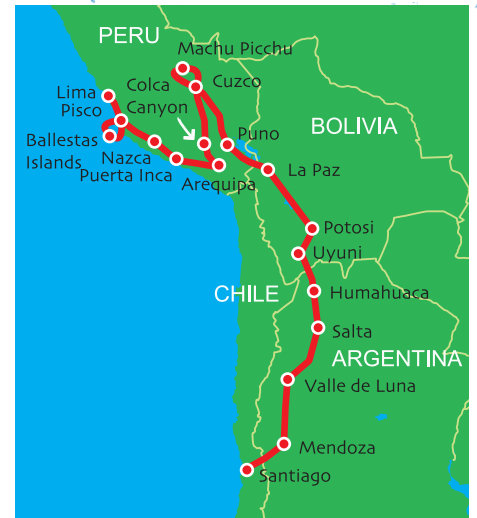 PERU
Machu Picchu
Colca
Canyon
Cuzco
Lima
Pisco
BOLIVIA
Ballestas
Islands
Puno
Nazca
Puerta Inca
Arequipa
La Paz
Potosi
Uyuni
CHILE
Humahuaca
Salta
ARGENTINA
Valle de Luna
Mendoza
Santiago